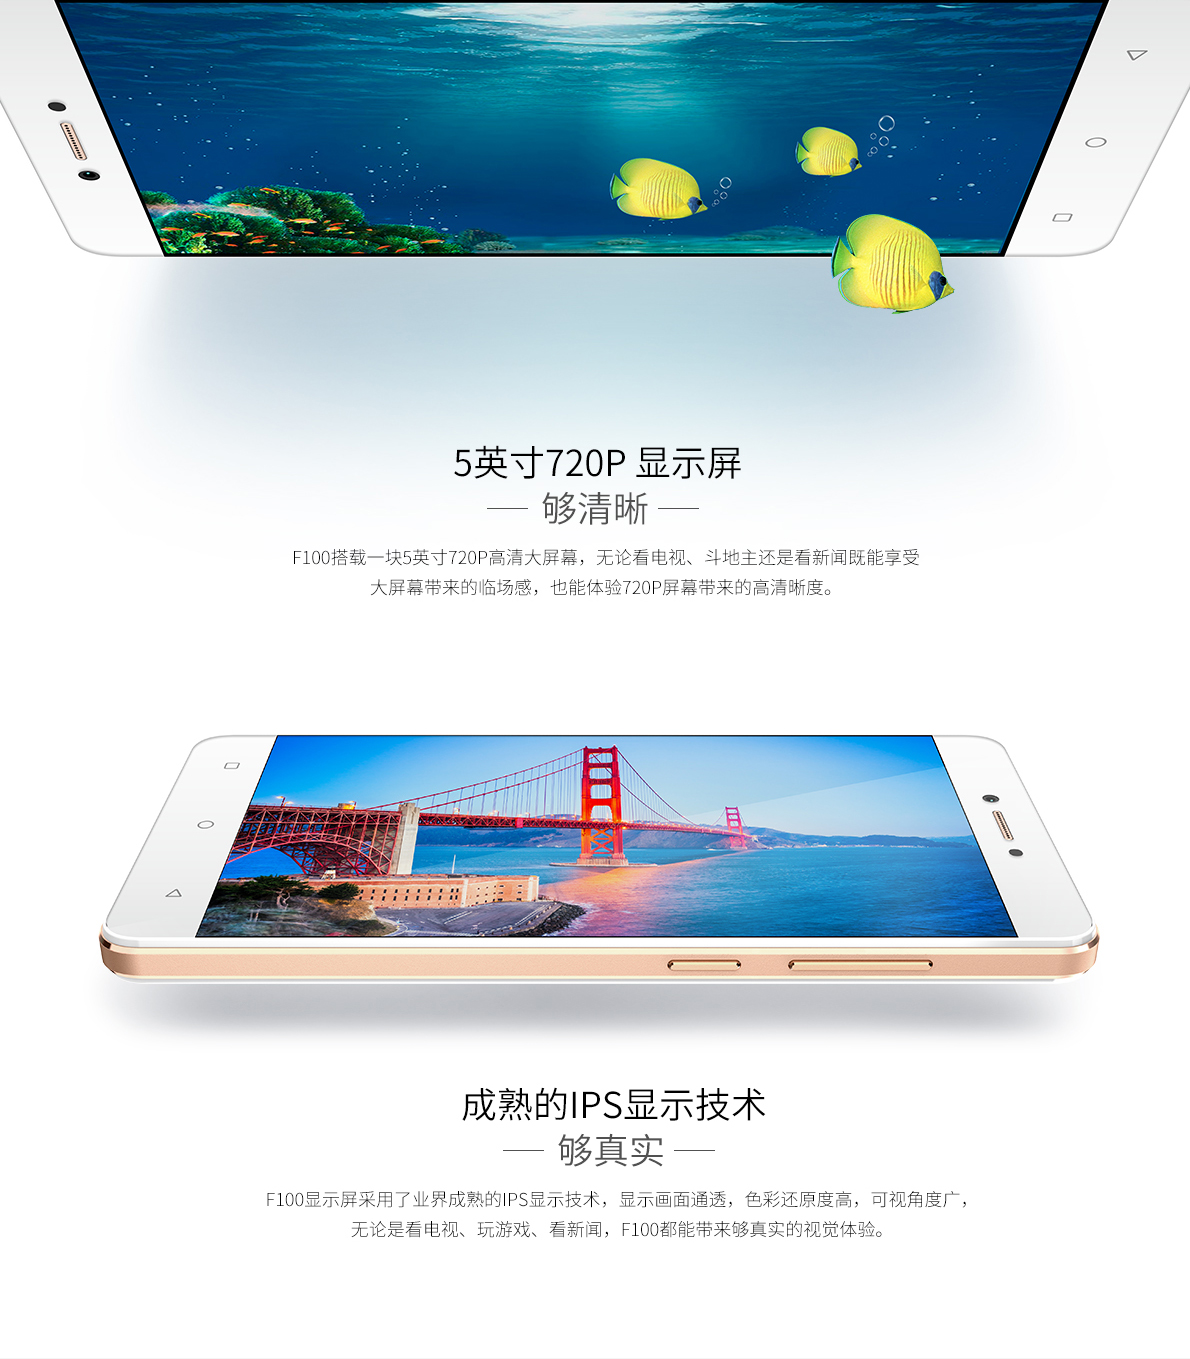 5英寸720P 显示屏
够清晰
F100搭载一块5英寸720P高清大屏幕，无论看电视、斗地主还是看新闻既能享受
大屏幕带来的临场感，也能体验720P屏幕带来的高清晰度。
成熟的IPS显示技术
够真实
F100显示屏采用了业界成熟的IPS显示技术，显示画面通透，色彩还原度高，可视角度广，
无论是看电视、玩游戏、看新闻，F100都能带来够真实的视觉体验。